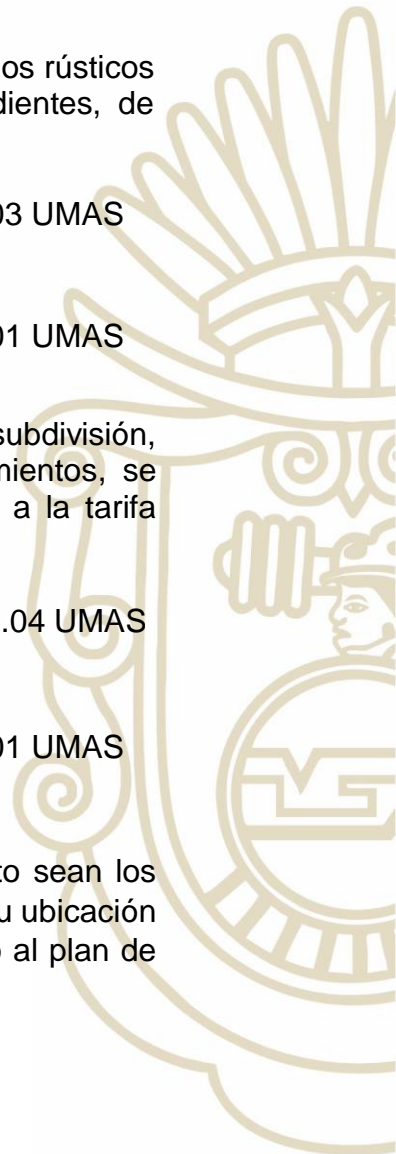 os rústicos
dientes, de
03 UMAS
01 UMAS
subdivisión,
mientos, se
a la tarifa
.04 UMAS
01 UMAS
to sean los
u ubicación
al plan de